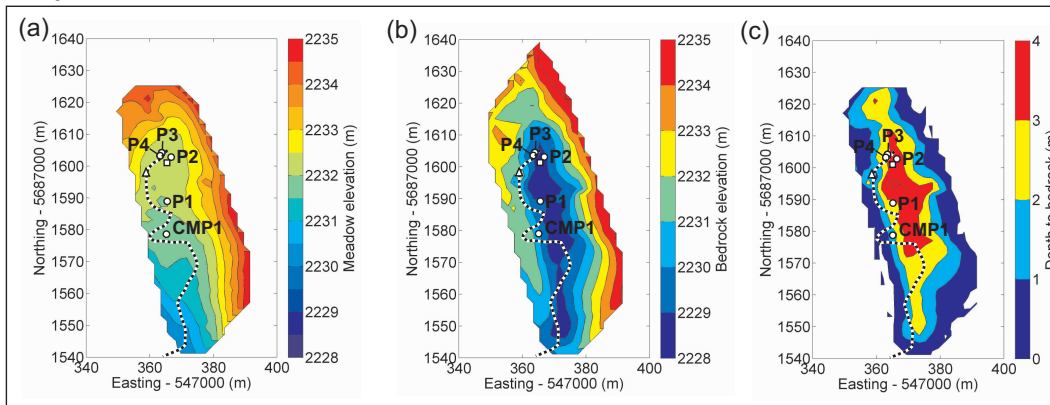 (a)
1640
1630
1620
1610
1600
1590
1580
1570
1560
1550
1540
340 360 380 400
Northing - 5687000 (m)
Easting - 547000 (m)
P3
P4
P2
P1
CMP1
2235
2234
2233
2232
2231
2230
2229
2228
Meadow elevation (m)
(b)
1640
1630
1620
1610
1600
1590
1580
1570
1560
1550
1540
340 360 380 400
Northing - 5687000 (m)
Easting - 547000 (m)
P3
P4
P2
P1
CMP1
2235
2234
2233
2232
2231
2230
2229
2228
Bedrock elevation (m)
(c)
1640
1630
1620
1610
1600
1590
1580
1570
1560
1550
1540
340 360 380 400
Northing - 5687000 (m)
Easting - 547000 (m)
P3
P4
P2
P1
CMP1
4
3
2
1
0
Depth to bedrock